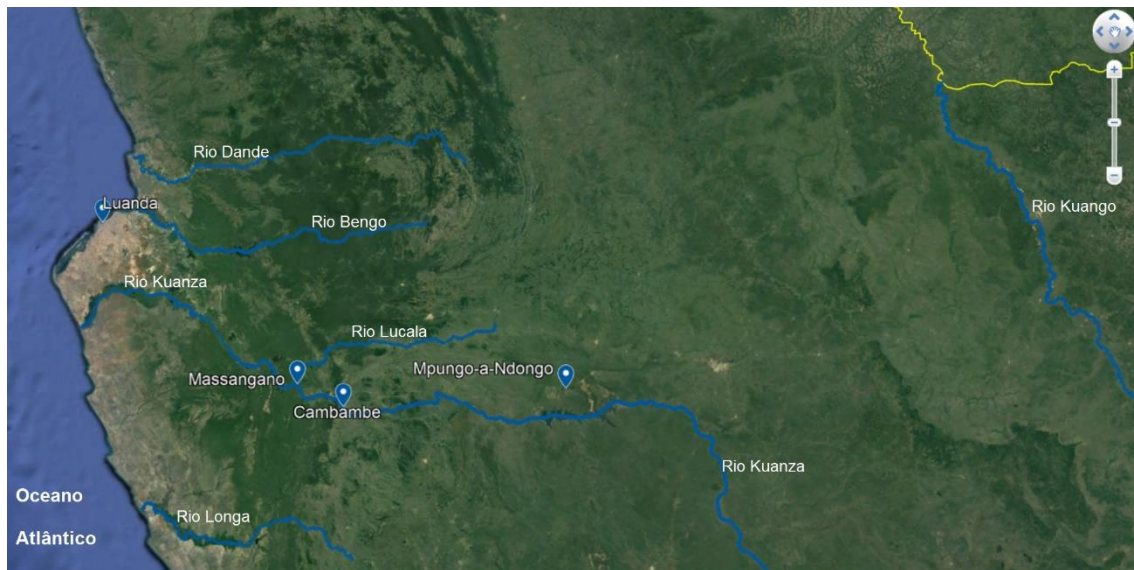 Rio Dande
Luanda
Rio Kuango
Rio Bengo
Rio Kuanza
Rio Lucala
Mpungo-a-Ndongo
Massangano
Cambambe
Rio Kuanza
Oceano
Rio Longa
Atlântico